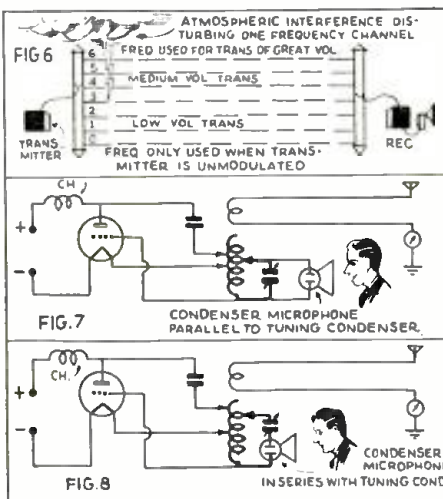 ATMOSPHERIC INTERFERENCE DIS-
TURBING ONE FREQUENCY CHANNEL
FIG 6
6 FREQ USED FOR TRANS OF GREAT VOL
5
4 MEDIUM VOL TRANS
3
2
1 LOW VOL TRANS
0
TRANS
MITTER
REC
FREQ ONLY USED WHEN TRANS-
MITTER IS UNMODULATED
CH.
+
-
FIG.7
CONDENSER MICROPHONE
PARALLEL TO TUNING CONDENSER
CH.
+
-
FIG.8
CONDENSER
MICROPHONE
IN SERIES WITH TUNING COND